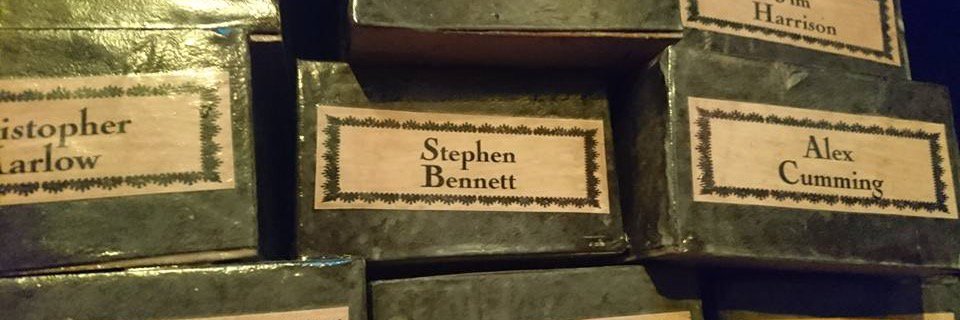 Harrison
istopher
arlow
Stephen
Bennett
Alex
Cumming